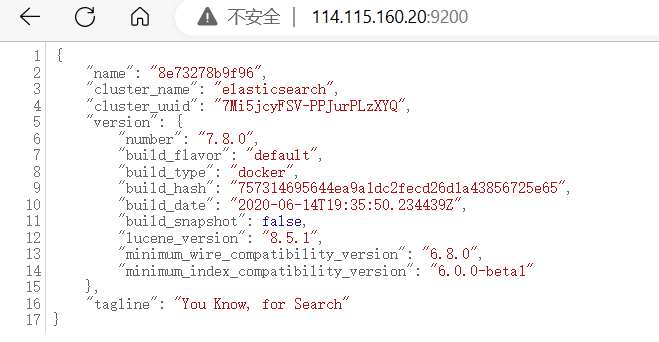 不安全 | 114.115.160.20:9200
1 {
2 "name": "8e73278b9f96",
3 "cluster_name": "elasticsearch",
4 "cluster_uuid": "7Mi5jcyFSV-PPJurPLzXYQ",
5 "version": {
6 "number": "7.8.0",
7 "build_flavor": "default",
8 "build_type": "docker",
9 "build_hash": "757314695644ea9a1dc2fecd26d1a43856725e65",
10 "build_date": "2020-06-14T19:35:50.234439Z",
11 "build_snapshot": false,
12 "lucene_version": "8.5.1",
13 "minimum_wire_compatibility_version": "6.8.0",
14 "minimum_index_compatibility_version": "6.0.0-beta1"
15 },
16 "tagline": "You Know, for Search"
17 }